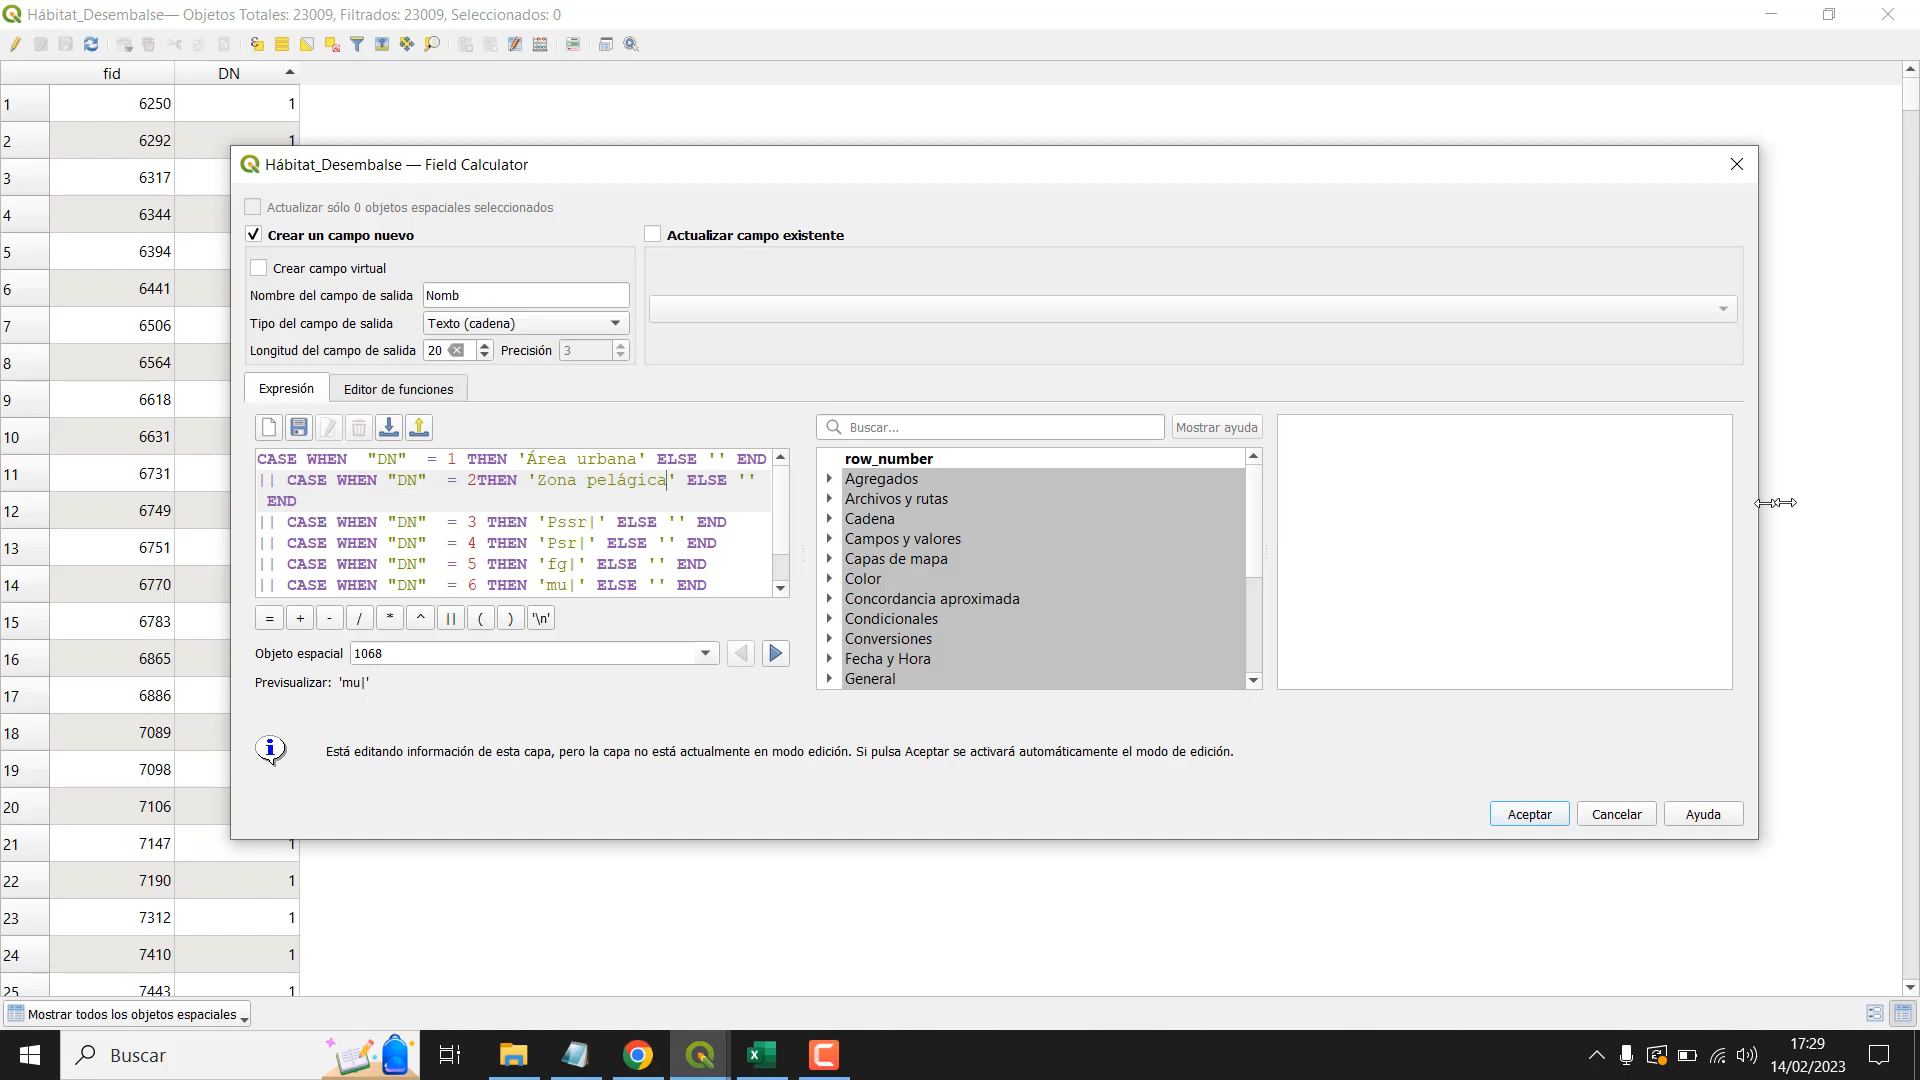 Hábitat_Desembalse— Objetos Totales: 23009, Filtrados: 23009, Seleccionados: 0
fid DN
1 6250 1
2 6292 1
3 6317
4 6344
5 6394
6 6441
7 6506
8 6564
9 6618
10 6631
11 6731
12 6749
13 6751
14 6770
15 6783
16 6865
17 6886
18 7089
19 7098
20 7106
21 7147 1
22 7190 1
23 7312 1
24 7410 1
25 7443 1
Hábitat_Desembalse — Field Calculator
Actualizar sólo 0 objetos espaciales seleccionados
Crear un campo nuevo
Actualizar campo existente
Crear campo virtual
Nombre del campo de salida Nomb
Tipo del campo de salida Texto (cadena)
Longitud del campo de salida 20 Precisión 3
Expresión Editor de funciones
CASE WHEN "DN" = 1 THEN 'Área urbana' ELSE '' END
|| CASE WHEN "DN" = 2THEN 'Zona pelágica' ELSE ''
END
|| CASE WHEN "DN" = 3 THEN 'Pssr|' ELSE '' END
|| CASE WHEN "DN" = 4 THEN 'Psr|' ELSE '' END
|| CASE WHEN "DN" = 5 THEN 'fg|' ELSE '' END
|| CASE WHEN "DN" = 6 THEN 'mu|' ELSE '' END
= + - / * ^ || ( ) '\n'
Objeto espacial 1068
Previsualizar: 'mu|'
Buscar... Mostrar ayuda
row_number
Agregados
Archivos y rutas
Cadena
Campos y valores
Capas de mapa
Color
Concordancia aproximada
Condicionales
Conversiones
Fecha y Hora
General
Está editando información de esta capa, pero la capa no está actualmente en modo edición. Si pulsa Aceptar se activará automáticamente el modo de edición.
Aceptar Cancelar Ayuda
Mostrar todos los objetos espaciales
Buscar
17:29
14/02/2023